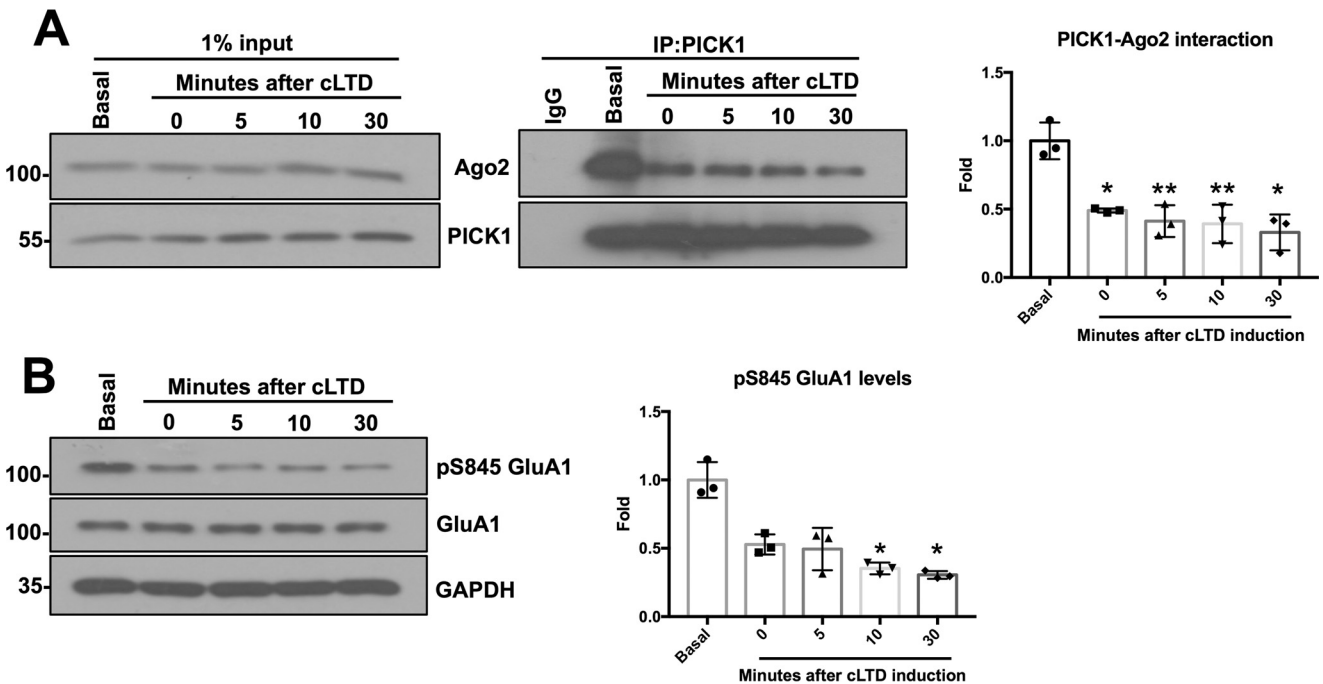 A
1% input
Basal
Minutes after cLTD
0 5 10 30
100-
55-
Ago2
PICK1
IP:PICK1
IgG
Basal
Minutes after cLTD
0 5 10 30
PICK1-Ago2 interaction
Fold
1.5
1.0
0.5
0.0
* ** ** *
Basal 0 5 10 30
Minutes after cLTD induction
B
Basal
Minutes after cLTD
0 5 10 30
100-
pS845 GluA1
100-
GluA1
35-
GAPDH
pS845 GluA1 levels
Fold
1.5
1.0
0.5
0.0
* *
Basal 0 5 10 30
Minutes after cLTD induction